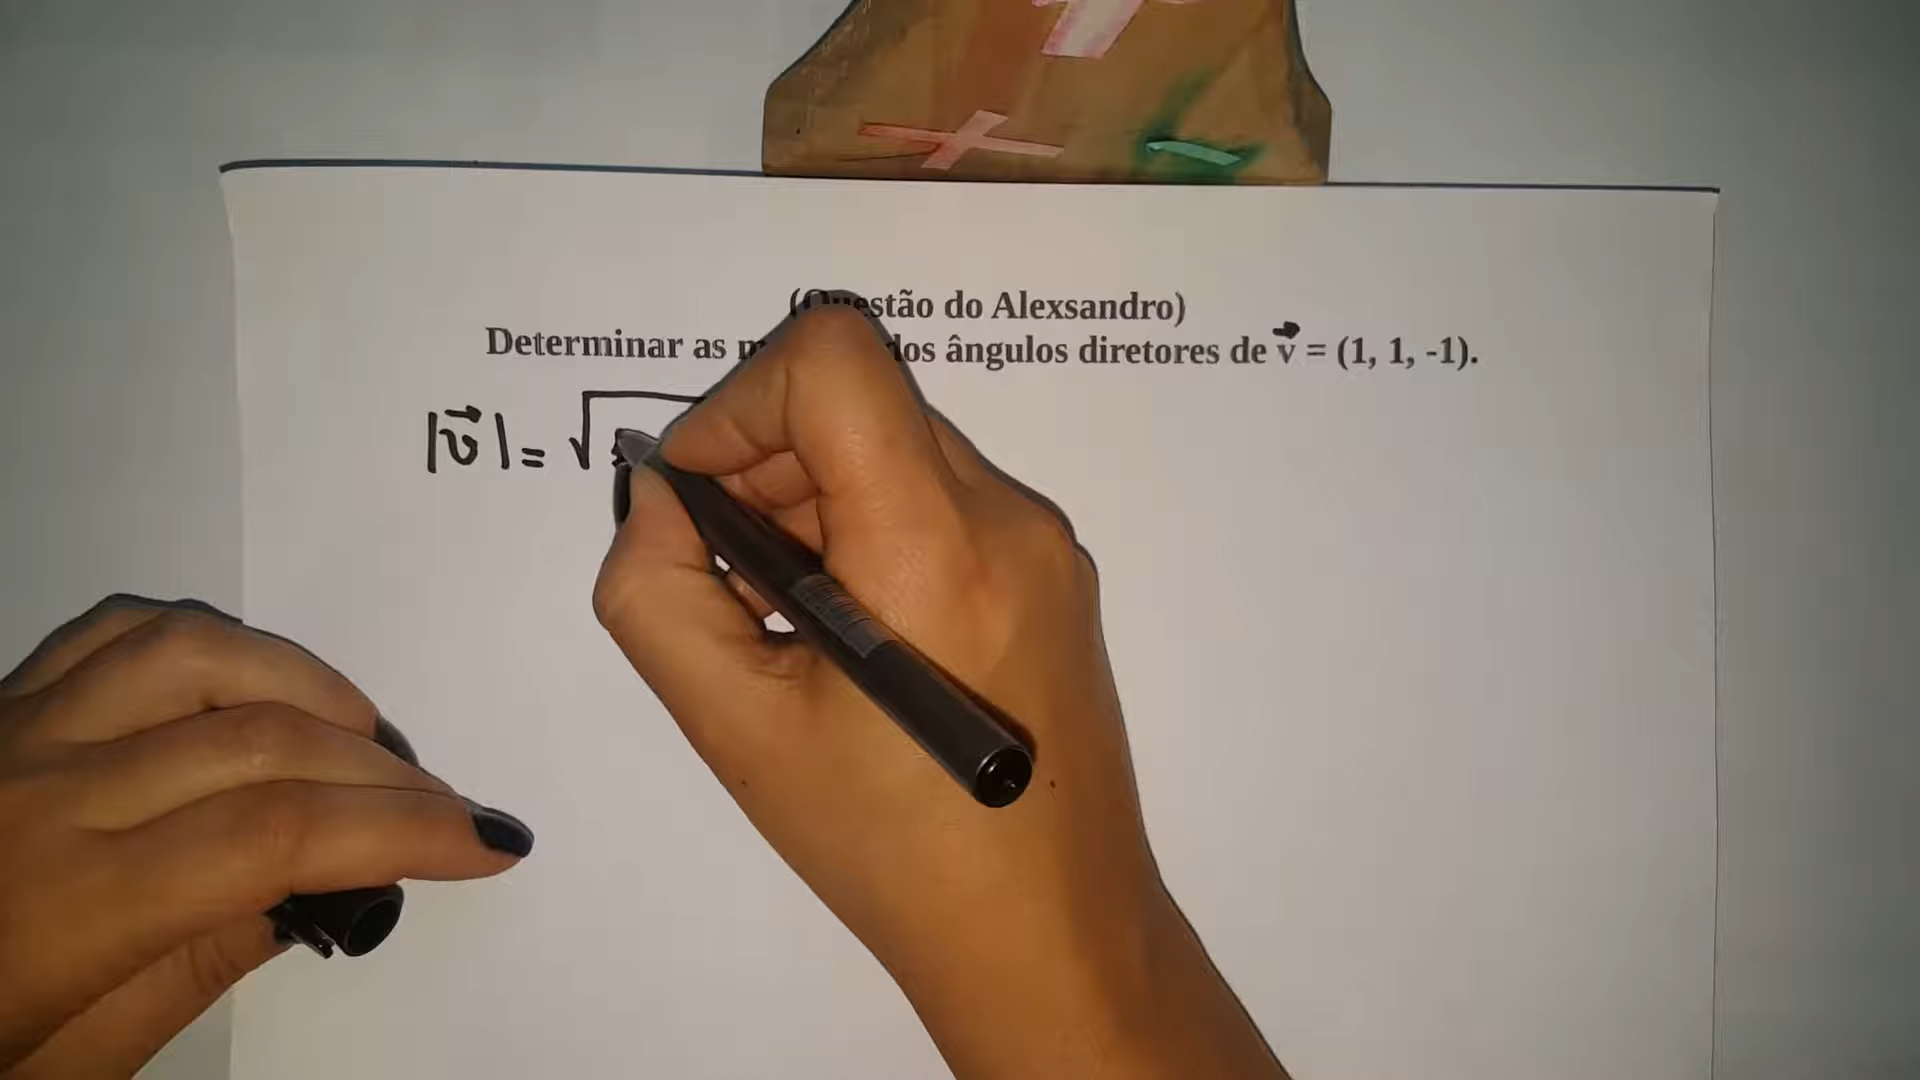 (Questão do Alexsandro)
Determinar as dos ângulos diretores de v⃗ = (1, 1, -1).
|v⃗| = √